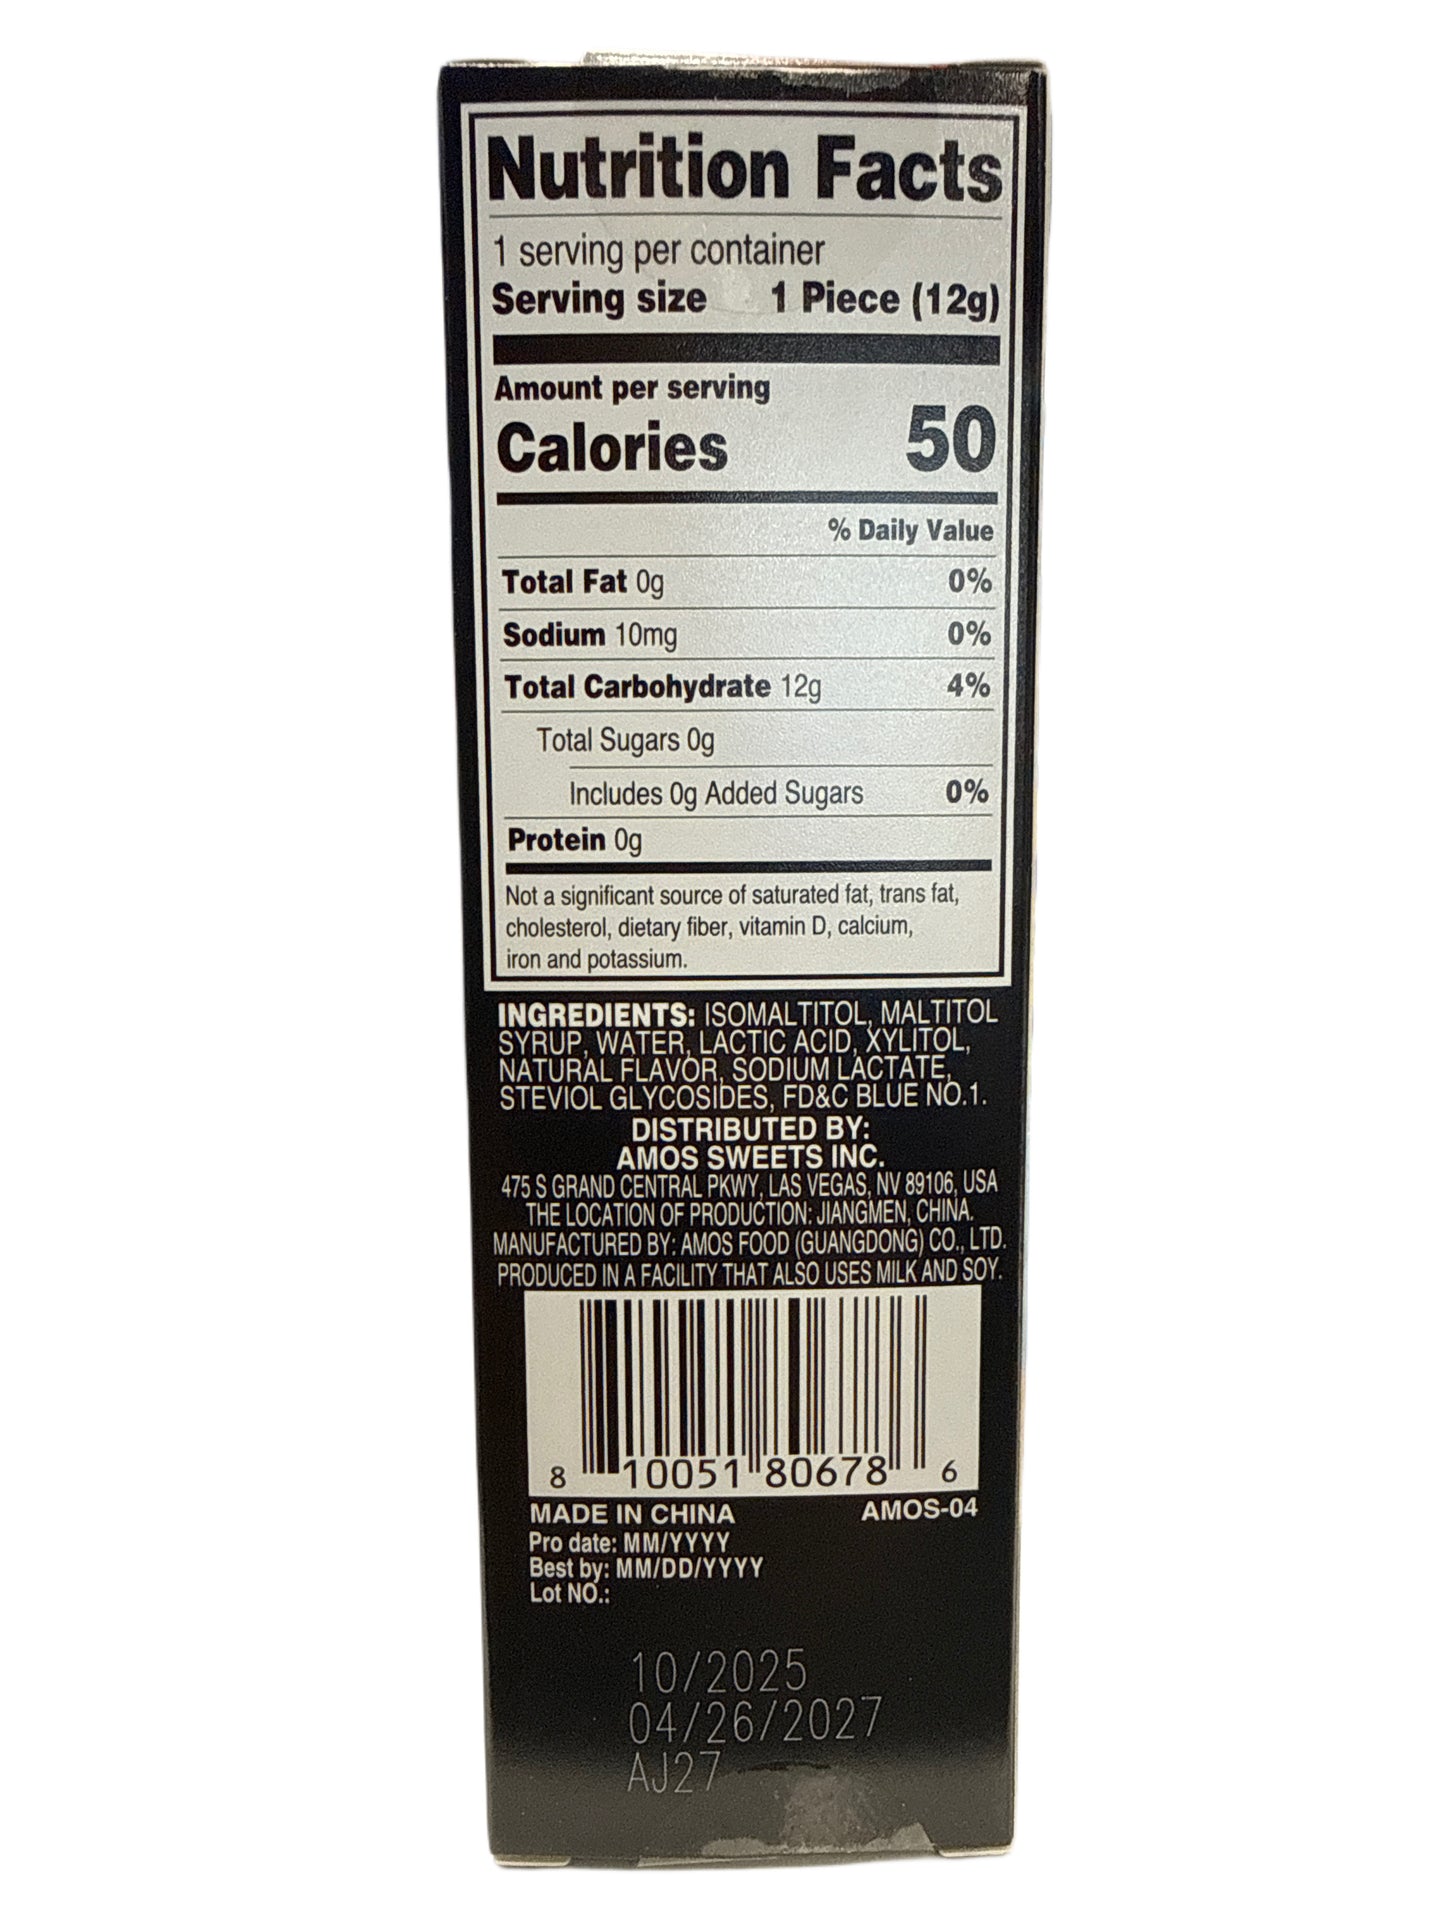 Nutrition Facts
1 serving per container
Serving size 1 Piece (12g)
Amount per serving
Calories 50
% Daily Value
Total Fat 0g 0%
Sodium 10mg 0%
Total Carbohydrate 12g 4%
Total Sugars 0g
Includes 0g Added Sugars 0%
Protein 0g
Not a significant source of saturated fat, trans fat,
cholesterol, dietary fiber, vitamin D, calcium,
iron and potassium.
INGREDIENTS: ISOMALTITOL, MALTITOL
SYRUP, WATER, LACTIC ACID, XYLITOL,
NATURAL FLAVOR, SODIUM LACTATE,
STEVIOL GLYCOSIDES, FD&C BLUE NO.1.
DISTRIBUTED BY:
AMOS SWEETS INC.
475 S GRAND CENTRAL PKWY, LAS VEGAS, NV 89106, USA
THE LOCATION OF PRODUCTION: JIANGMEN, CHINA.
MANUFACTURED BY: AMOS FOOD (GUANGDONG) CO., LTD.
PRODUCED IN A FACILITY THAT ALSO USES MILK AND SOY.
8 10051 80678 6
MADE IN CHINA AMOS-04
Pro date: MM/YYYY
Best by: MM/DD/YYYY
Lot NO.:
10/2025
04/26/2027
AJ27